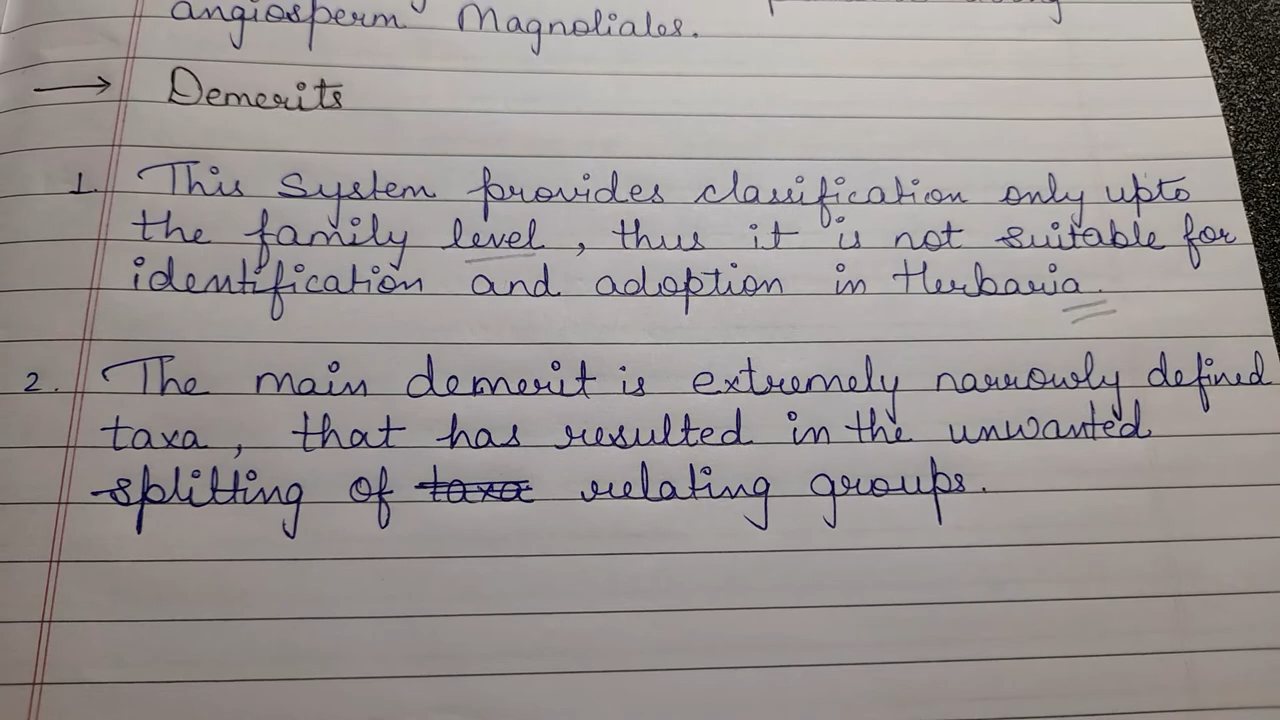 angiosperm Magnoliales.
→ Demerits
1. This System provides classification only upto
the family level, thus it is not suitable for
identification and adoption in Herbaria.
2. The main demerit is extremely narrowly defined
taxa, that has resulted in the unwanted
splitting of taxa relating groups.